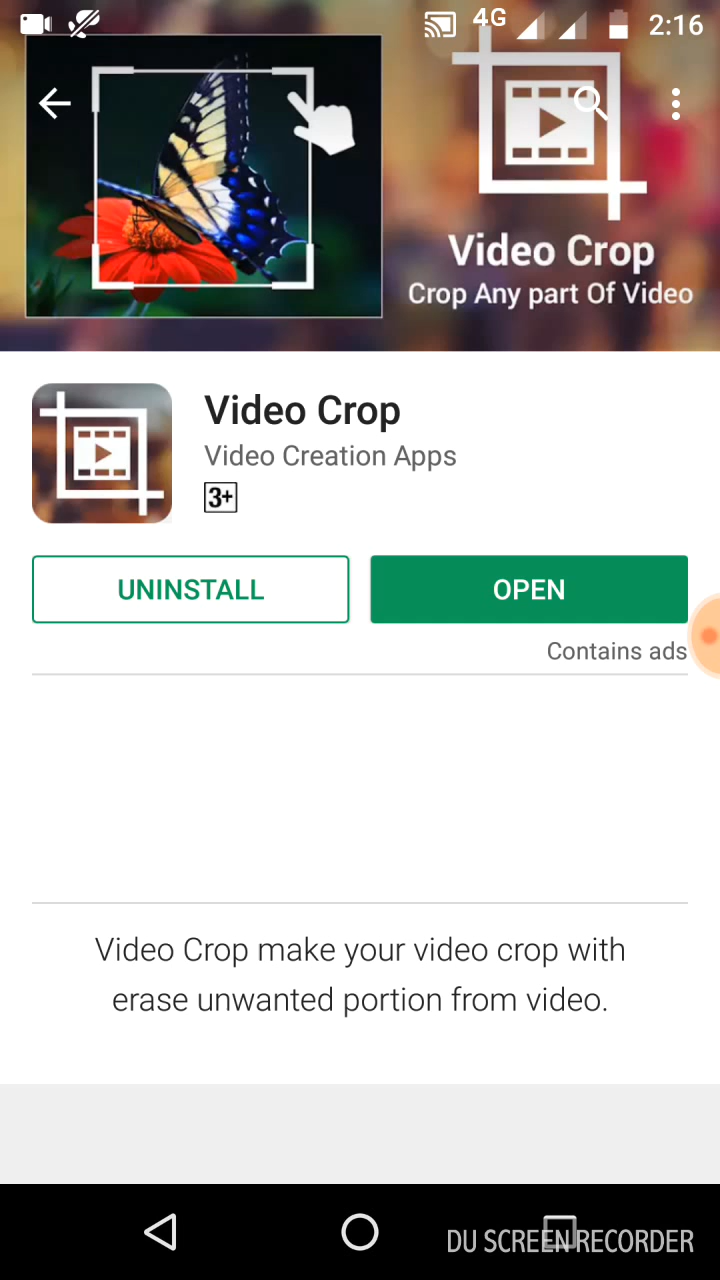 4G 2:16
Video Crop
Crop Any part Of Video
Video Crop
Video Creation Apps
3+
UNINSTALL
OPEN
Contains ads
Video Crop make your video crop with
erase unwanted portion from video.
DU SCREEN RECORDER